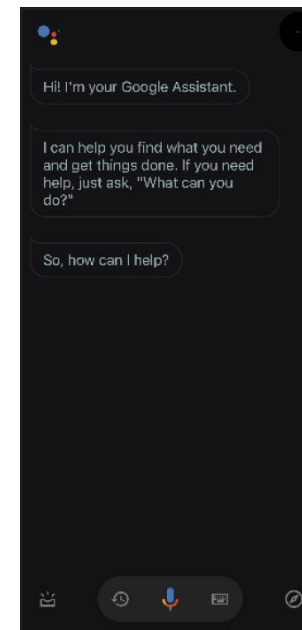 Hi! I'm your Google Assistant.
I can help you find what you need
and get things done. If you need
help, just ask, "What can you
do?"
So, how can I help?